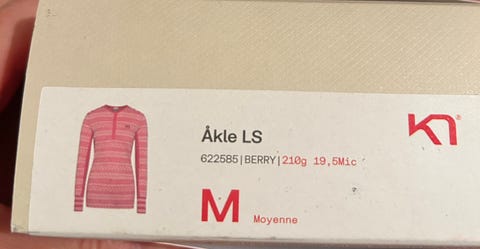 Åkle LS
622585|BERRY|210g 19,5Mic
M Moyenne